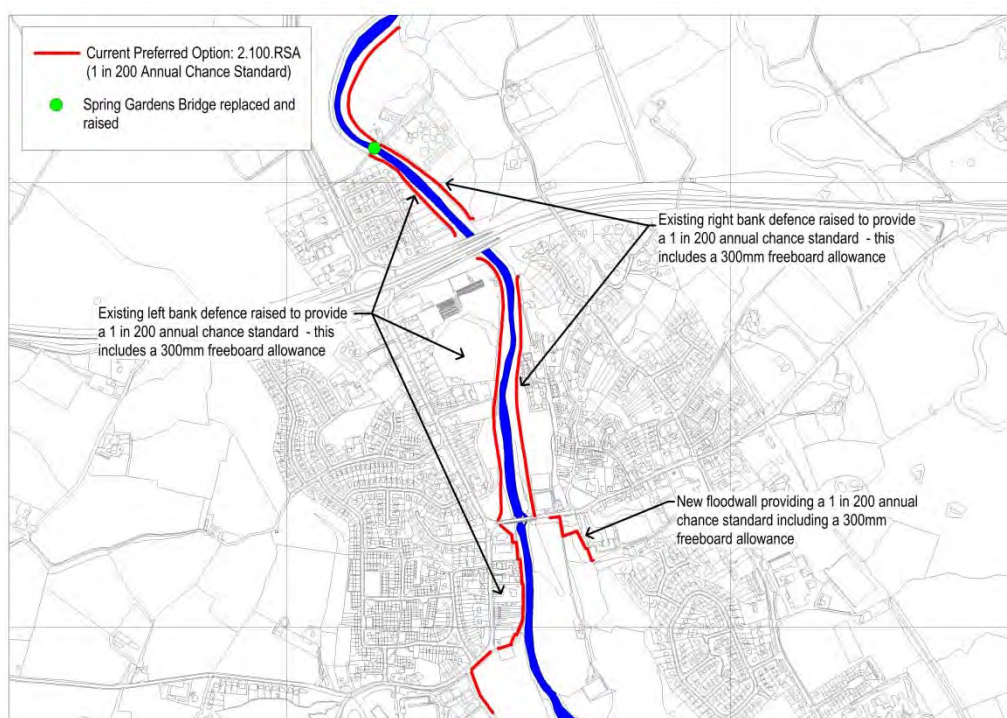 Current Preferred Option: 2.100.RSA
(1 in 200 Annual Chance Standard)
Spring Gardens Bridge replaced and
raised
Existing right bank defence raised to provide
a 1 in 200 annual chance standard - this
includes a 300mm freeboard allowance
Existing left bank defence raised to provide
a 1 in 200 annual chance standard - this
includes a 300mm freeboard allowance
New floodwall providing a 1 in 200 annual
chance standard including a 300mm
freeboard allowance